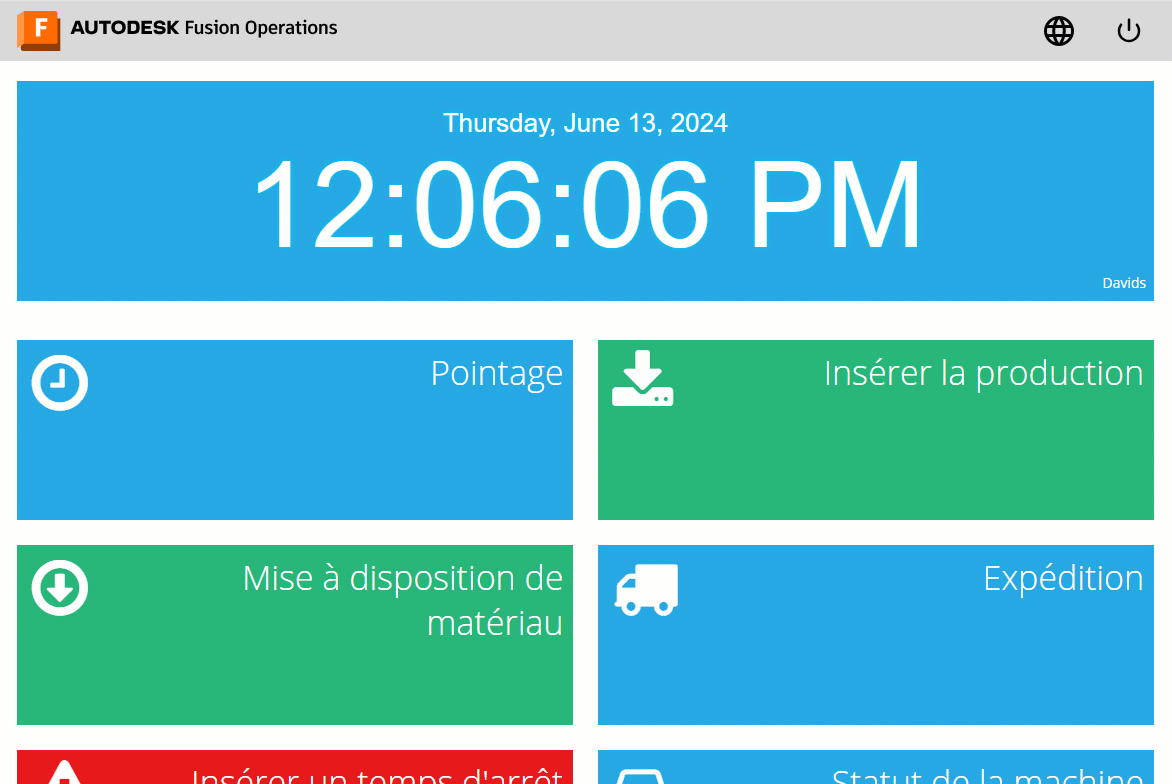 F AUTODESK Fusion Operations
Thursday, June 13, 2024
12:06:06 PM
Davids
Pointage
Insérer la production
Mise à disposition de
matériau
Expédition
Insérer un temps d'arrêt
Statut de la machine